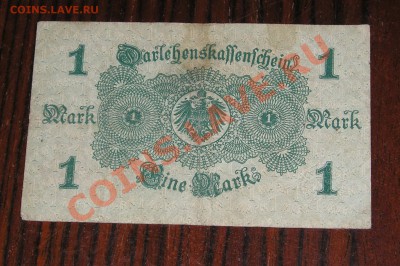 COINS.LAVE.RU
Darlehenskassenschein
1 1
Mark 1 1 Mark
1 Eine Mark 1
COINS.LAVE.RU